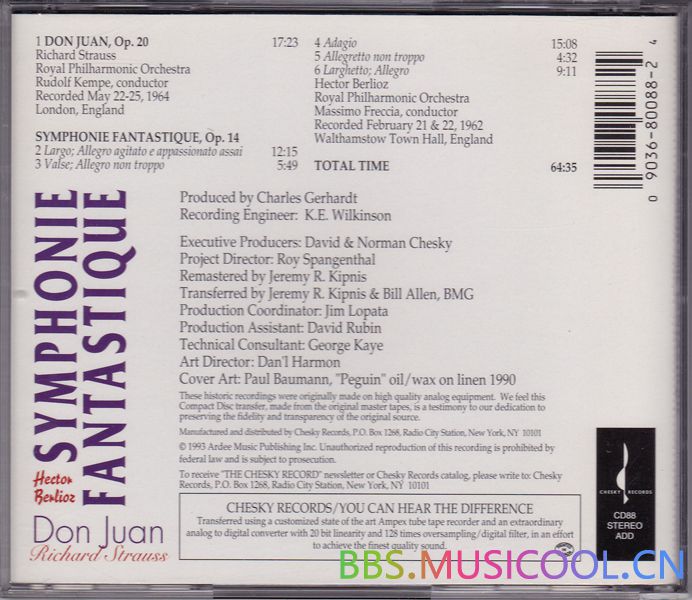 1 DON JUAN, Op. 20 17:23
Richard Strauss
Royal Philharmonic Orchestra
Rudolf Kempe, conductor
Recorded May 22-25, 1964
London, England
SYMPHONIE FANTASTIQUE, Op. 14
2 Largo; Allegro agitato e appassionato assai 12:15
3 Valse; Allegro non troppo 5:49
4 Adagio 15:08
5 Allegretto non troppo 4:32
6 Larghetto; Allegro 9:11
Hector Berlioz
Royal Philharmonic Orchestra
Massimo Freccia, conductor
Recorded February 21 & 22, 1962
Walthamstow Town Hall, England
TOTAL TIME 64:35
0 9036-80088-2 4
SYMPHONIE
FANTASTIQUE
Hector
Berlioz
Don Juan
Richard Strauss
Produced by Charles Gerhardt
Recording Engineer: K.E. Wilkinson
Executive Producers: David & Norman Chesky
Project Director: Roy Spangenthal
Remastered by Jeremy R. Kipnis
Transferred by Jeremy R. Kipnis & Bill Allen, BMG
Production Coordinator: Jim Lopata
Production Assistant: David Rubin
Technical Consultant: George Kaye
Art Director: Dan'l Harmon
Cover Art: Paul Baumann, "Peguin" oil/wax on linen 1990
These historic recordings were originally made on high quality analog equipment. We feel this
Compact Disc transfer, made from the original master tapes, is a testimony to our dedication to
preserving the fidelity and transparency of the original source.
Manufactured and distributed by Chesky Records, P.O. Box 1268, Radio City Station, New York, NY 10101
© 1993 Ardee Music Publishing Inc. Unauthorized reproduction of this recording is prohibited by
federal law and is subject to prosecution.
To receive "THE CHESKY RECORD" newsletter or Chesky Records catalog, please write to: Chesky
Records, P.O. Box 1268, Radio City Station, New York, NY 10101
CHESKY RECORDS/YOU CAN HEAR THE DIFFERENCE
Transferred using a customized state of the art Ampex tube tape recorder and an extraordinary
analog to digital converter with 20 bit linearity and 128 times oversampling/digital filter, in an effort
to achieve the finest quality sound.
CHESKY RECORDS
CD88
STEREO
ADD
BBS.MUSICOOL.CN